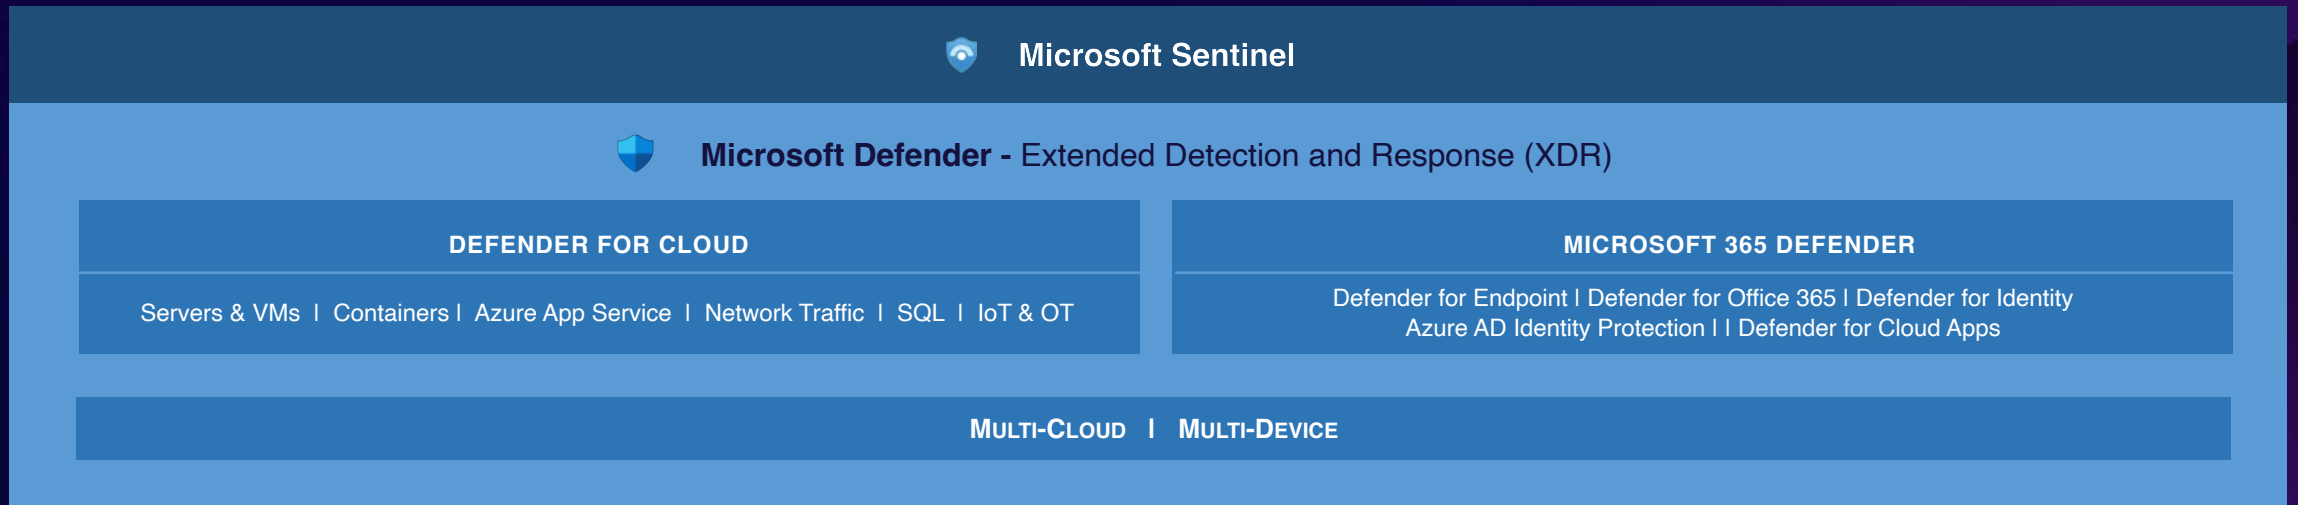 Microsoft Sentinel
Microsoft Defender - Extended Detection and Response (XDR)
DEFENDER FOR CLOUD
Servers & VMs | Containers | Azure App Service | Network Traffic | SQL | IoT & OT
MICROSOFT 365 DEFENDER
Defender for Endpoint | Defender for Office 365 | Defender for Identity
Azure AD Identity Protection | | Defender for Cloud Apps
MULTI-CLOUD | MULTI-DEVICE